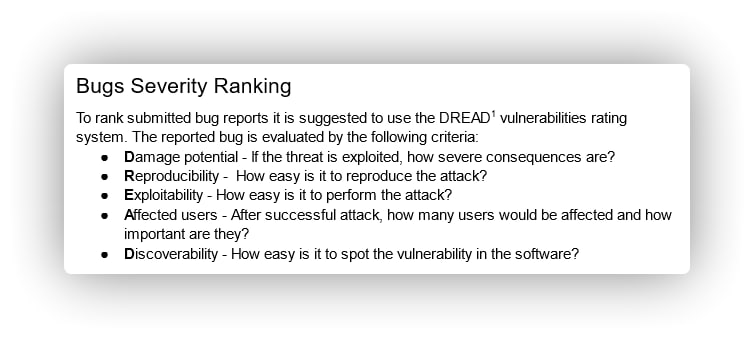 Bugs Severity Ranking
To rank submitted bug reports it is suggested to use the DREAD¹ vulnerabilities rating
system. The reported bug is evaluated by the following criteria:
● Damage potential - If the threat is exploited, how severe consequences are?
● Reproducibility -  How easy is it to reproduce the attack?
● Exploitability - How easy is it to perform the attack?
● Affected users - After successful attack, how many users would be affected and how
important are they?
● Discoverability - How easy is it to spot the vulnerability in the software?